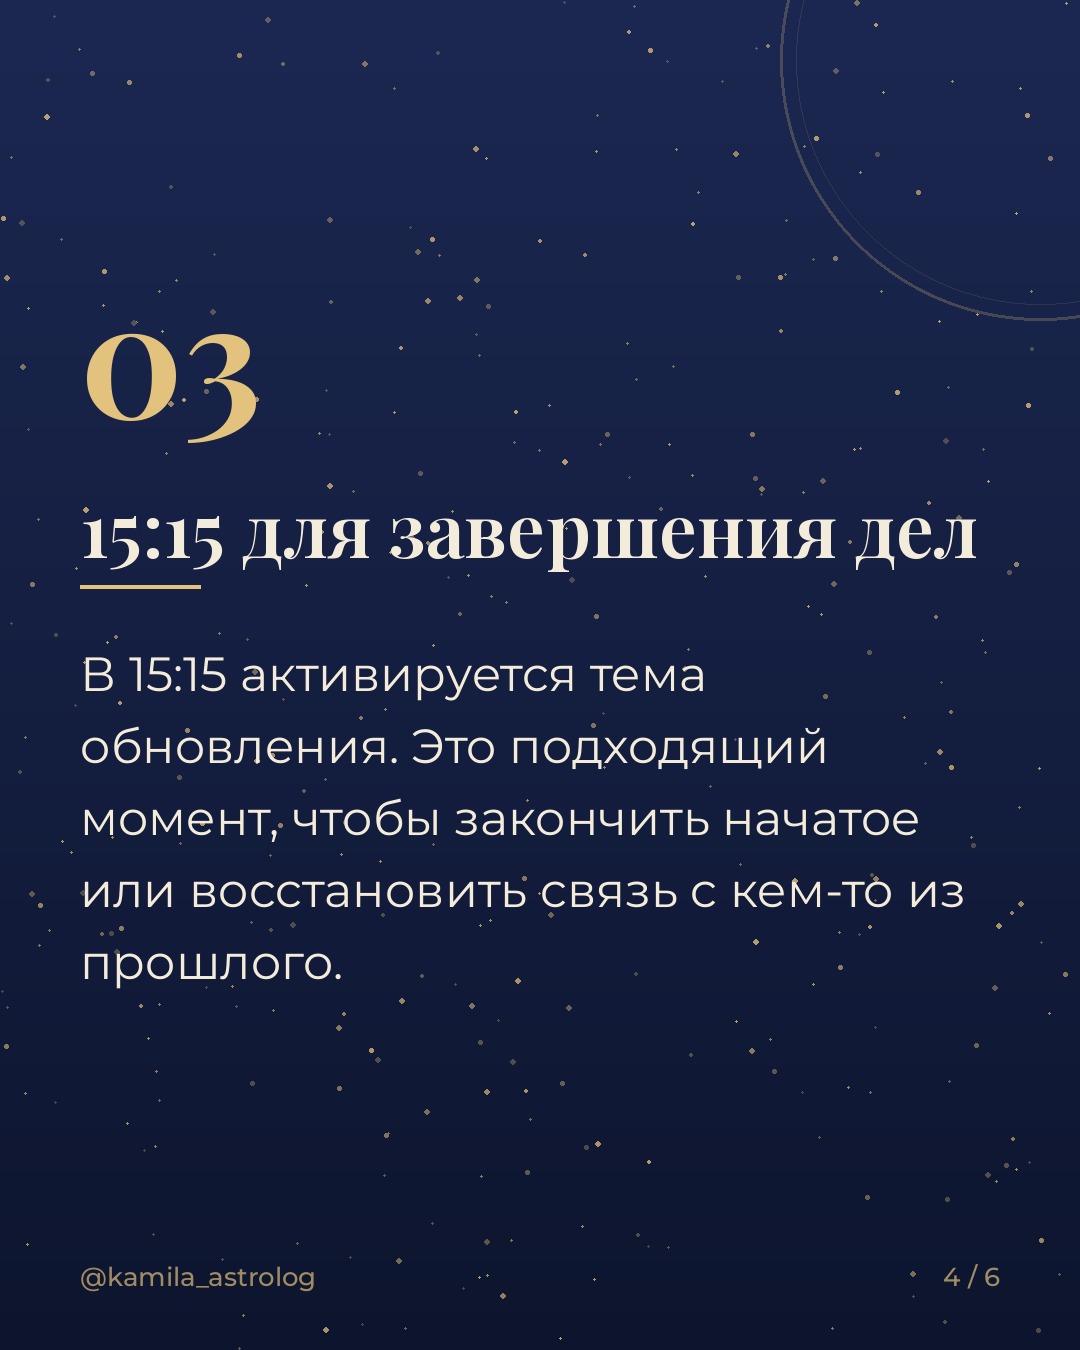 03
15:15 для завершения дел
В 15:15 активируется тема
обновления. Это подходящий
момент, чтобы закончить начатое
или восстановить связь с кем-то из
прошлого.
@kamila_astrolog
4 / 6